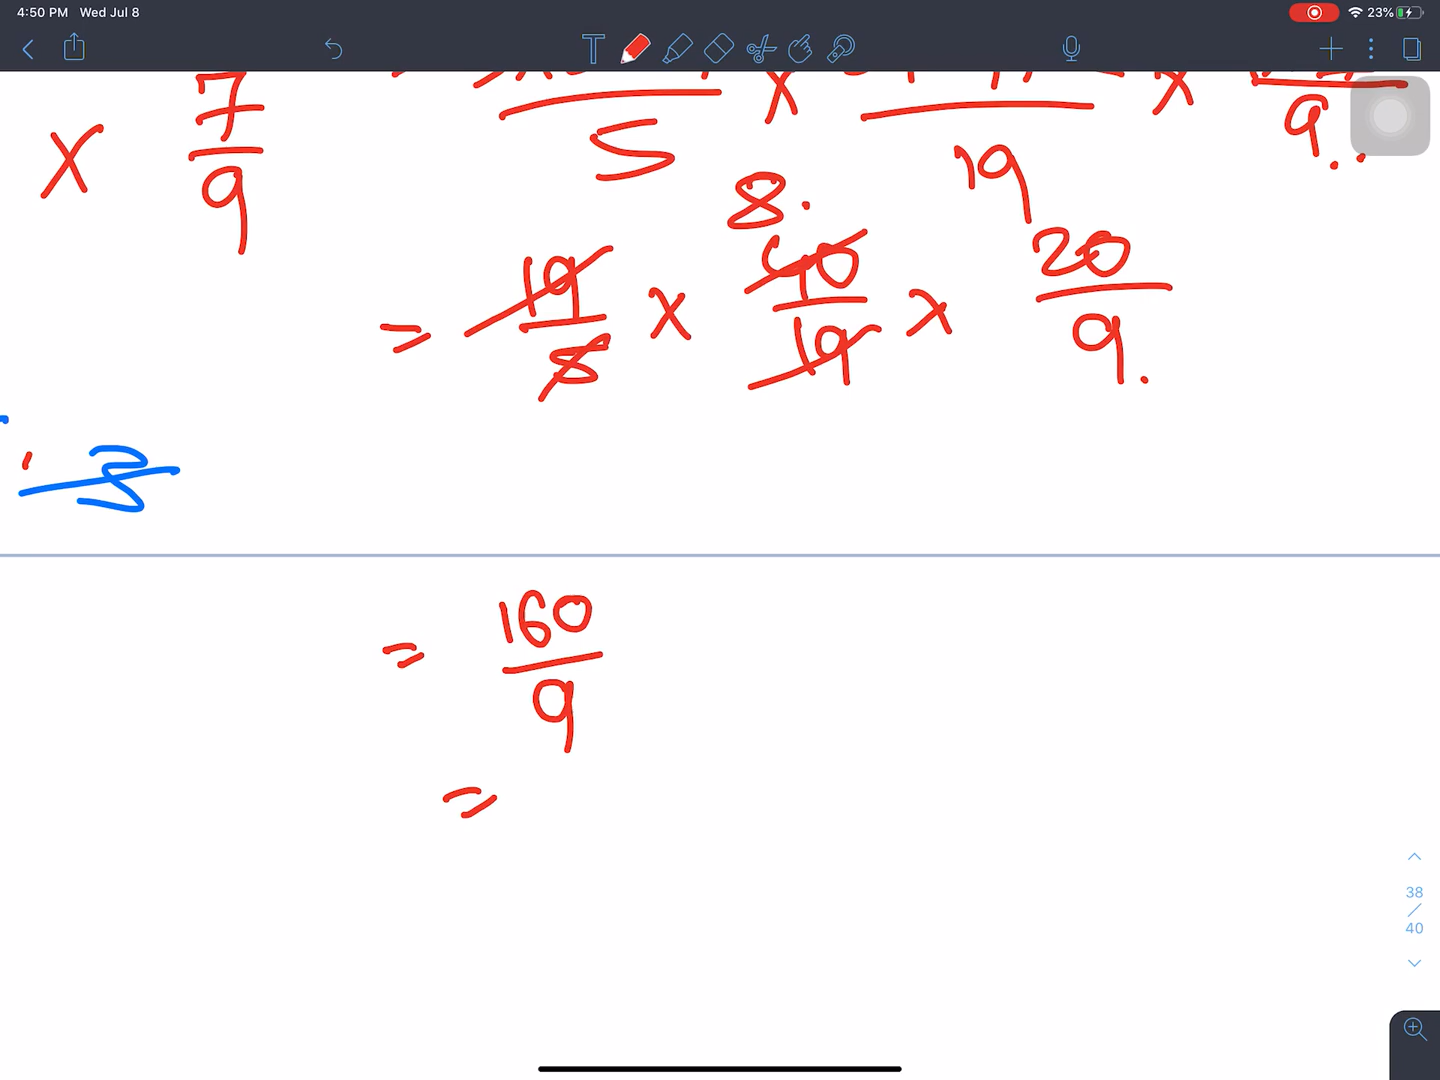 4:50 PM Wed Jul 8 23%
T
x 7/9
5 x 19 x 9..
8.
= 19/5 x 40/19 x 20/9.
3
= 160/9
=
38
/
40